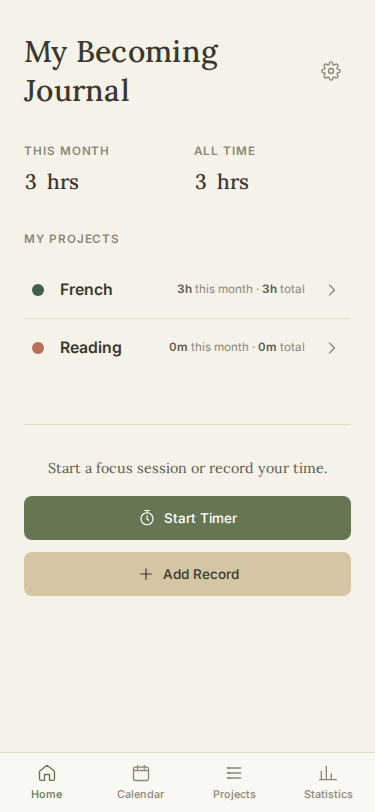 My Becoming
Journal
THIS MONTH
ALL TIME
3 hrs
3 hrs
MY PROJECTS
French
3h this month · 3h total
Reading
0m this month · 0m total
Start a focus session or record your time.
Start Timer
Add Record
Home
Calendar
Projects
Statistics